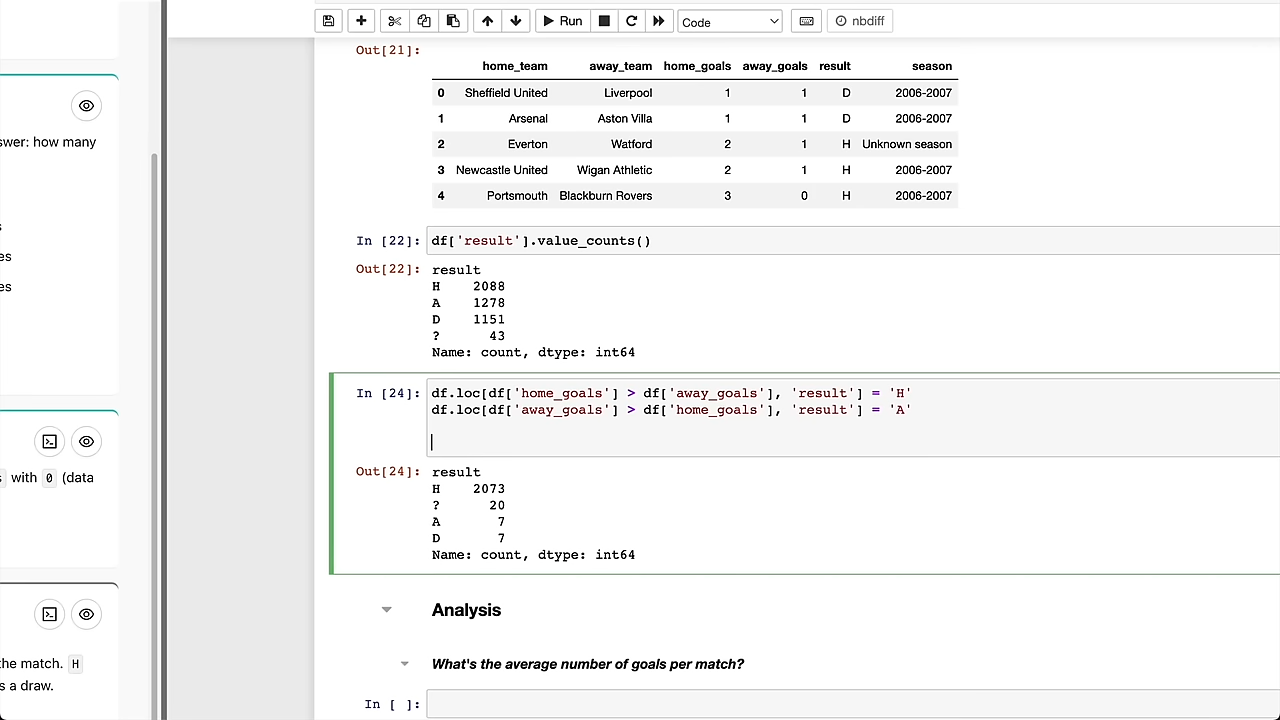 Run
Code
nbdiff
Out[21]:
home_team away_team home_goals away_goals result season
0 Sheffield United Liverpool 1 1 D 2006-2007
1 Arsenal Aston Villa 1 1 D 2006-2007
2 Everton Watford 2 1 H Unknown season
3 Newcastle United Wigan Athletic 2 1 H 2006-2007
4 Portsmouth Blackburn Rovers 3 0 H 2006-2007
In [22]: df['result'].value_counts()
Out[22]: result
H 2088
A 1278
D 1151
? 43
Name: count, dtype: int64
In [24]: df.loc[df['home_goals'] > df['away_goals'], 'result'] = 'H'
df.loc[df['away_goals'] > df['home_goals'], 'result'] = 'A'
Out[24]: result
H 2073
? 20
A 7
D 7
Name: count, dtype: int64
Analysis
What's the average number of goals per match?
In [ ]:
swer: how many
s
es
es
s with 0 (data
the match. H
s a draw.